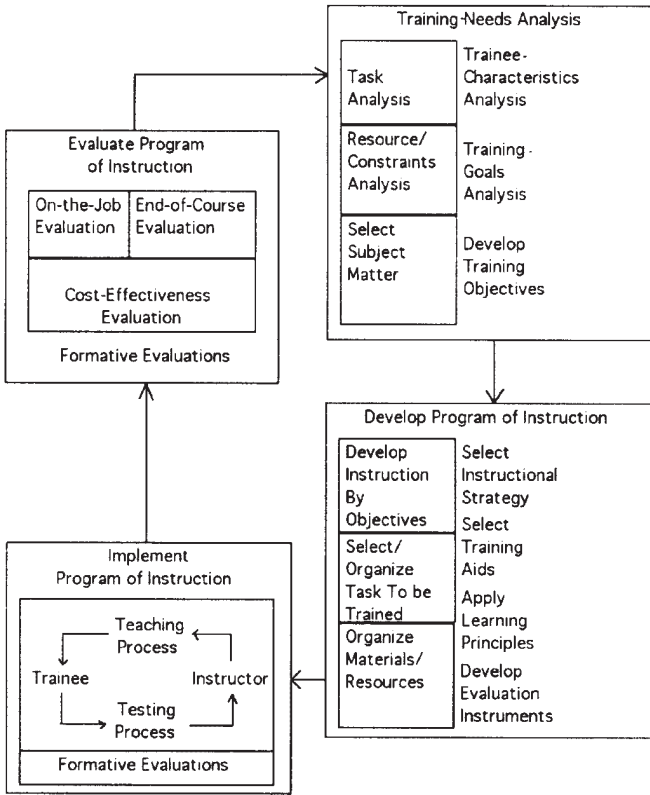 Training-Needs Analysis
Task
Analysis
Trainee-
Characteristics
Analysis
Resource/
Constraints
Analysis
Training-
Goals
Analysis
Select
Subject
Matter
Develop
Training
Objectives
Develop Program of Instruction
Develop
Instruction
By
Objectives
Select
Instructional
Strategy
Select/
Organize
Task To be
Trained
Select
Training
Aids
Organize
Materials/
Resources
Apply
Learning
Principles
Develop
Evaluation
Instruments
Implement
Program of Instruction
Teaching
Process
Trainee
Instructor
Testing
Process
Formative Evaluations
Evaluate Program
of Instruction
On-the-Job
Evaluation
End-of-Course
Evaluation
Cost-Effectiveness
Evaluation
Formative Evaluations